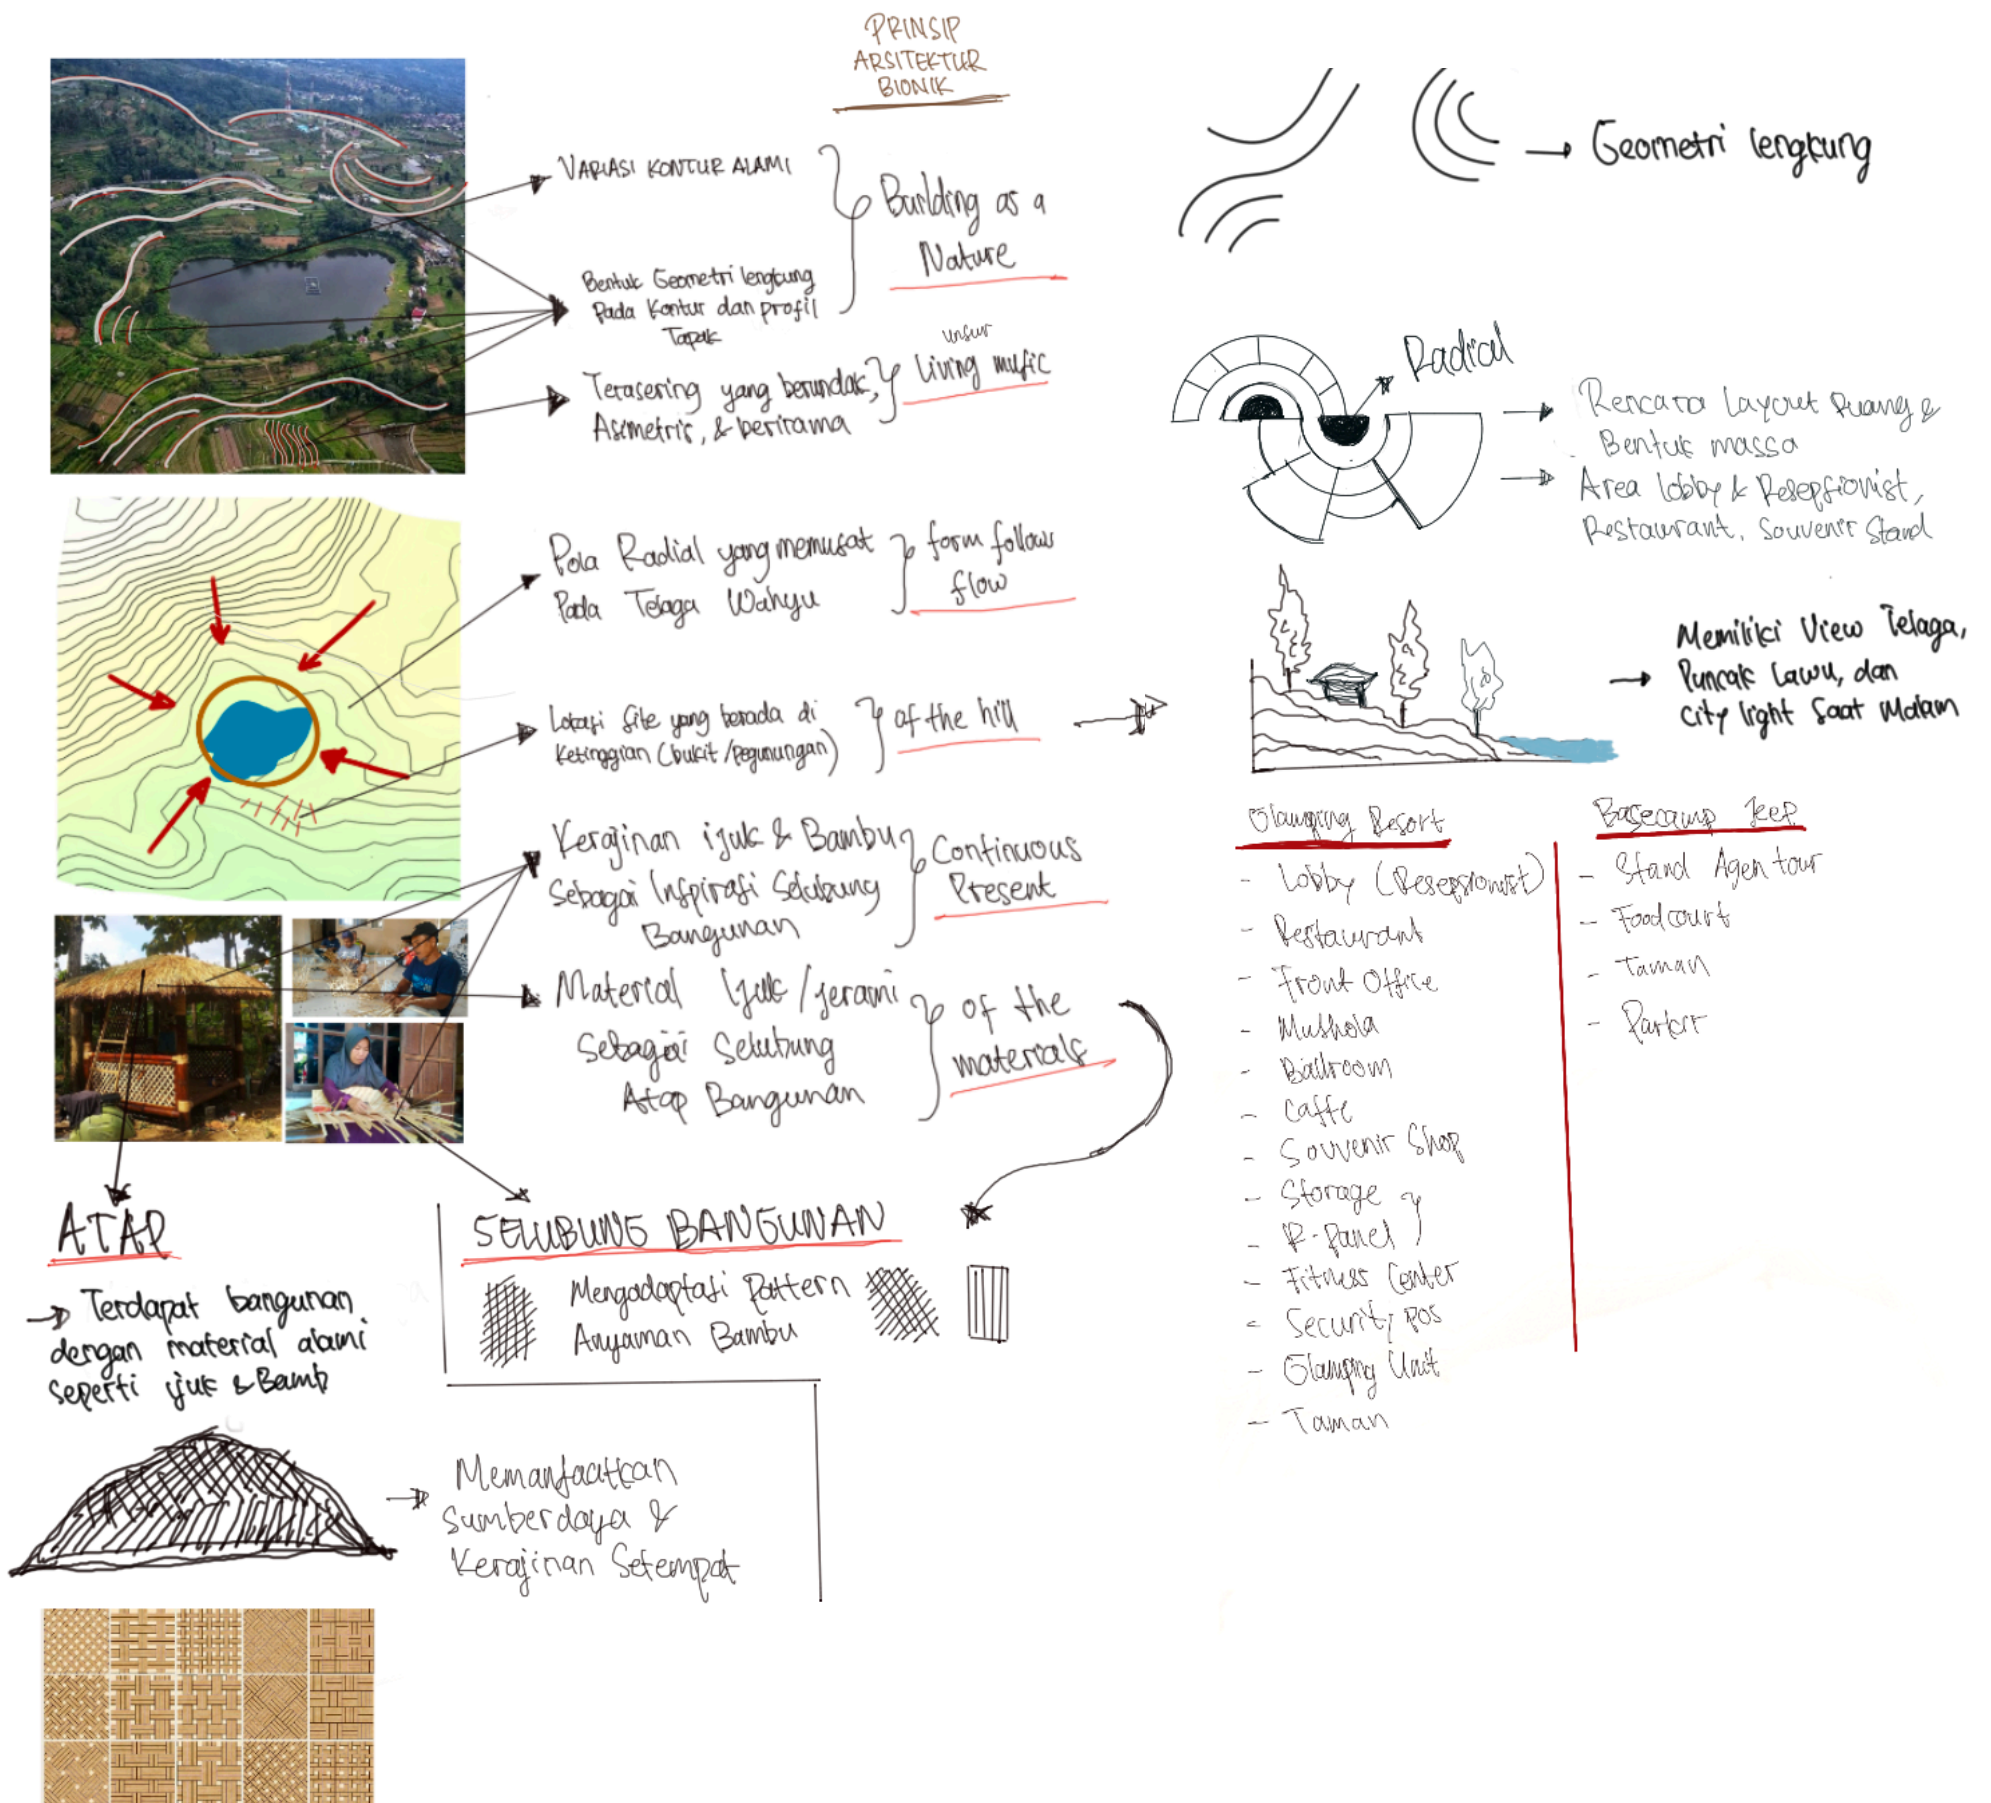 PRINSIP
ARSITEKTUR
BIONIK
VARIASI KONTUR ALAMI
Building as a
Nature
Bentuk Geometri lengkung
Pada Kontur dan profil
Tapak
unsur
Terasering yang berundak,
Asimetris, & berirama
Living music
Pola Radial yang memusat
Pada Telaga Wahyu
form follows
flow
Lokasi Site yang berada di
Ketinggian (bukit/pegunungan)
of the hill
Kerajinan ijuk & Bambu
Sebagai Inspirasi Selubung
Bangunan
Continuous
Present
Material Ijuk/jerami
Sebagai Selubung
Atap Bangunan
of the
materials
ATAP
Terdapat bangunan
dengan material alami
seperti ijuk & Bamb
SELUBUNG BANGUNAN
Mengadaptasi Pattern
Anyaman Bambu
Memanfaatkan
Sumberdaya &
Kerajinan Setempat
Geometri lengkung
Radial
Rencana Layout Ruang &
Bentuk massa
Area lobby & Resepsionist,
Restaurant, Souvenir Stand
Memiliki View Telaga,
Puncak Lawu, dan
City light Saat Malam
Glamping Resort
- Lobby (Resepsionist)
- Restaurant
- Front Office
- Mushola
- Ballroom
- Caffe
- Souvenir Shop
- Storage
- R-Panel
- Fitness Center
- Security Pos
- Glamping Unit
- Taman
Basecamp Jeep
- Stand Agen tour
- Foodcourt
- Taman
- Parkir